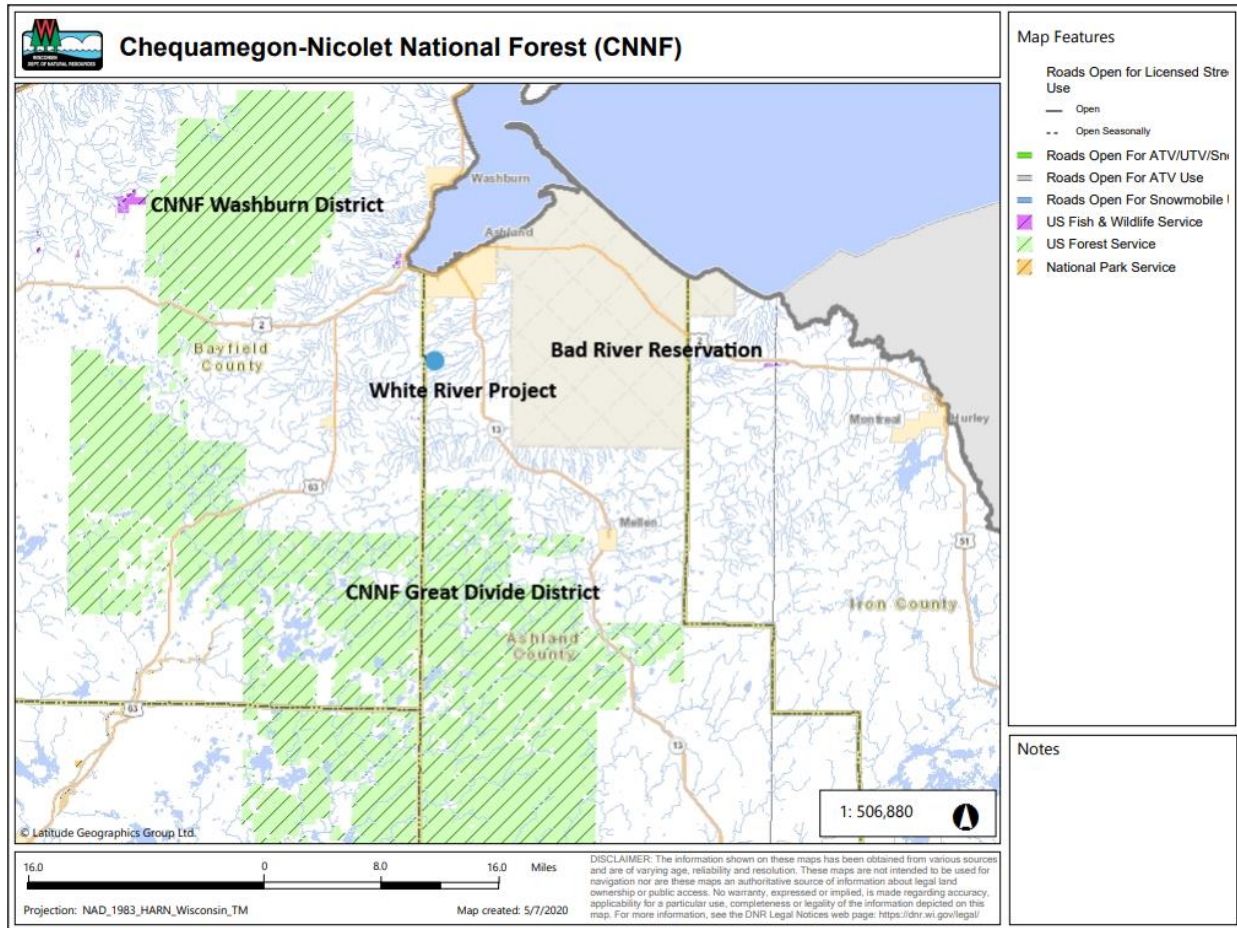 WISCONSIN
DEPT. OF NATURAL RESOURCES
Chequamegon-Nicolet National Forest (CNNF)
Washburn
CNNF Washburn District
Ashland
2
Bayfield
County
Bad River Reservation
2
White River Project
Montreal
Hurley
13
63
Mellen
51
CNNF Great Divide District
Iron County
Ashland
County
63
13
1: 506,880
© Latitude Geographics Group Ltd.
16.0 0 8.0 16.0 Miles
Projection: NAD_1983_HARN_Wisconsin_TM
Map created: 5/7/2020
DISCLAIMER: The information shown on these maps has been obtained from various sources
and are of varying age, reliability and resolution. These maps are not intended to be used for
navigation nor are these maps an authoritative source of information about legal land
ownership or public access. No warranty, expressed or implied, is made regarding accuracy,
applicability for a particular use, completeness or legality of the information depicted on this
map. For more information, see the DNR Legal Notices web page: https://dnr.wi.gov/legal/
Map Features
Roads Open for Licensed Stre
Use
Open
Open Seasonally
Roads Open For ATV/UTV/Sn
Roads Open For ATV Use
Roads Open For Snowmobile
US Fish & Wildlife Service
US Forest Service
National Park Service
Notes